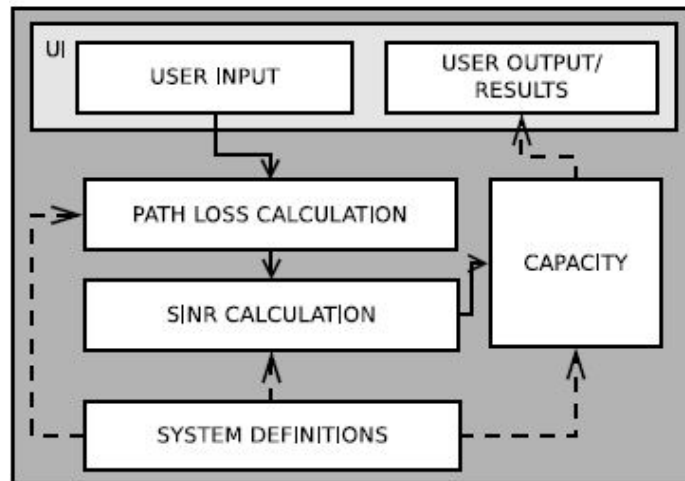 UI
USER INPUT
USER OUTPUT/
RESULTS
PATH LOSS CALCULATION
CAPACITY
SINR CALCULATION
SYSTEM DEFINITIONS